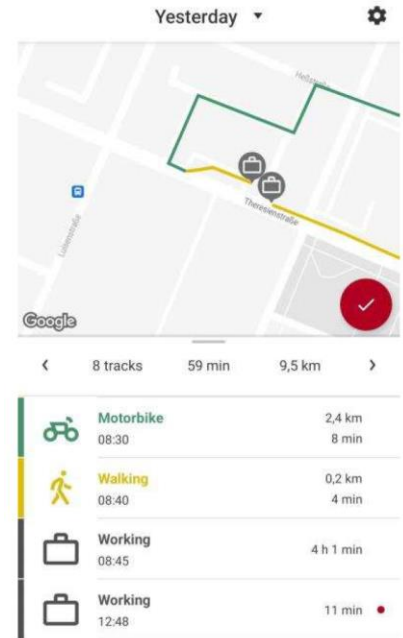 Yesterday
Heßstraße
Theresienstraße
Luisenstraße
Google
8 tracks 59 min 9,5 km
Motorbike 2,4 km
08:30 8 min
Walking 0,2 km
08:40 4 min
Working
08:45 4 h 1 min
Working
12:48 11 min